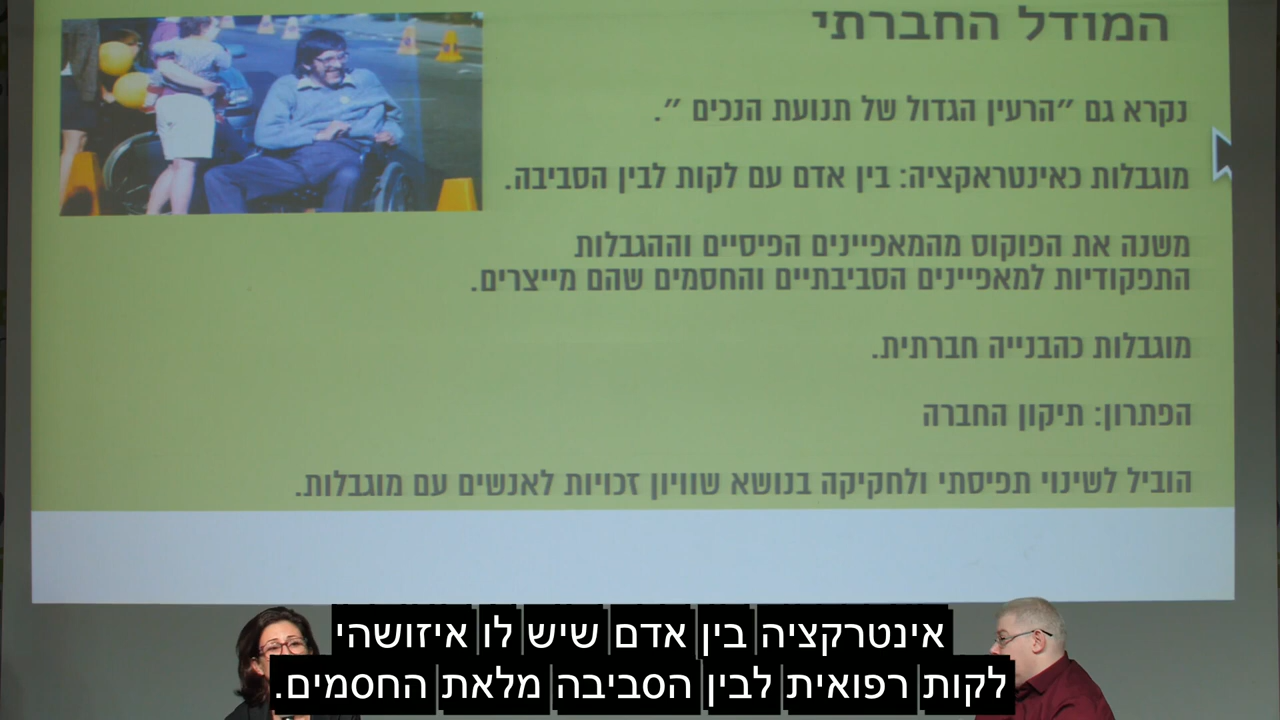 המודל החברתי
נקרא גם ״הרעין הגדול של תנועת הנכים ״.
מוגבלות כאינטראקציה: בין אדם עם לקות לבין הסביבה.
משנה את הפוקוס מהמאפיינים הפיסיים וההגבלות
התפקודיות למאפיינים הסביבתיים והחסמים שהם מייצרים.
מוגבלות כהבנייה חברתית.
הפתרון: תיקון החברה
הוביל לשינוי תפיסתי ולחקיקה בנושא שוויון זכויות לאנשים עם מוגבלות.
אינטרקציה בין אדם שיש לו איזושהי
לקות רפואית לבין הסביבה מלאת החסמים.